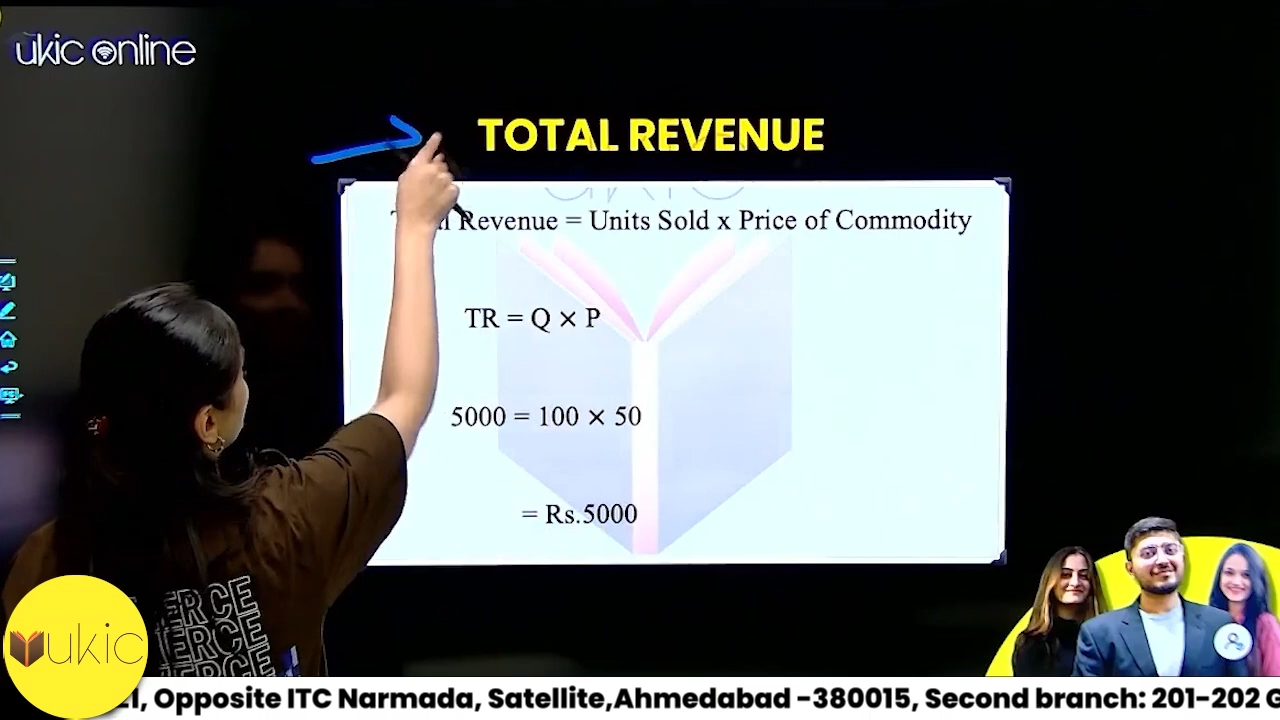 ukic online
TOTAL REVENUE
Revenue = Units Sold x Price of Commodity
TR = Q × P
5000 = 100 × 50
= Rs.5000
ukic
, Opposite ITC Narmada, Satellite,Ahmedabad -380015, Second branch: 201-202 G